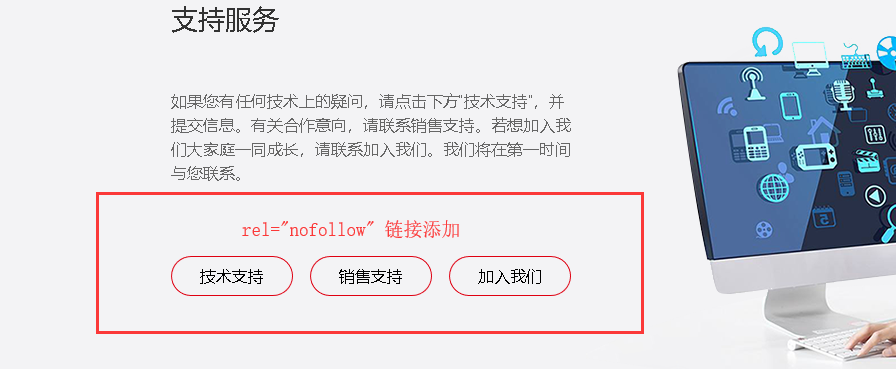 支持服务
如果您有任何技术上的疑问，请点击下方"技术支持"，并
提交信息。有关合作意向，请联系销售支持。若想加入我
们大家庭一同成长，请联系加入我们。我们将在第一时间
与您联系。
rel="nofollow" 链接添加
技术支持 销售支持 加入我们